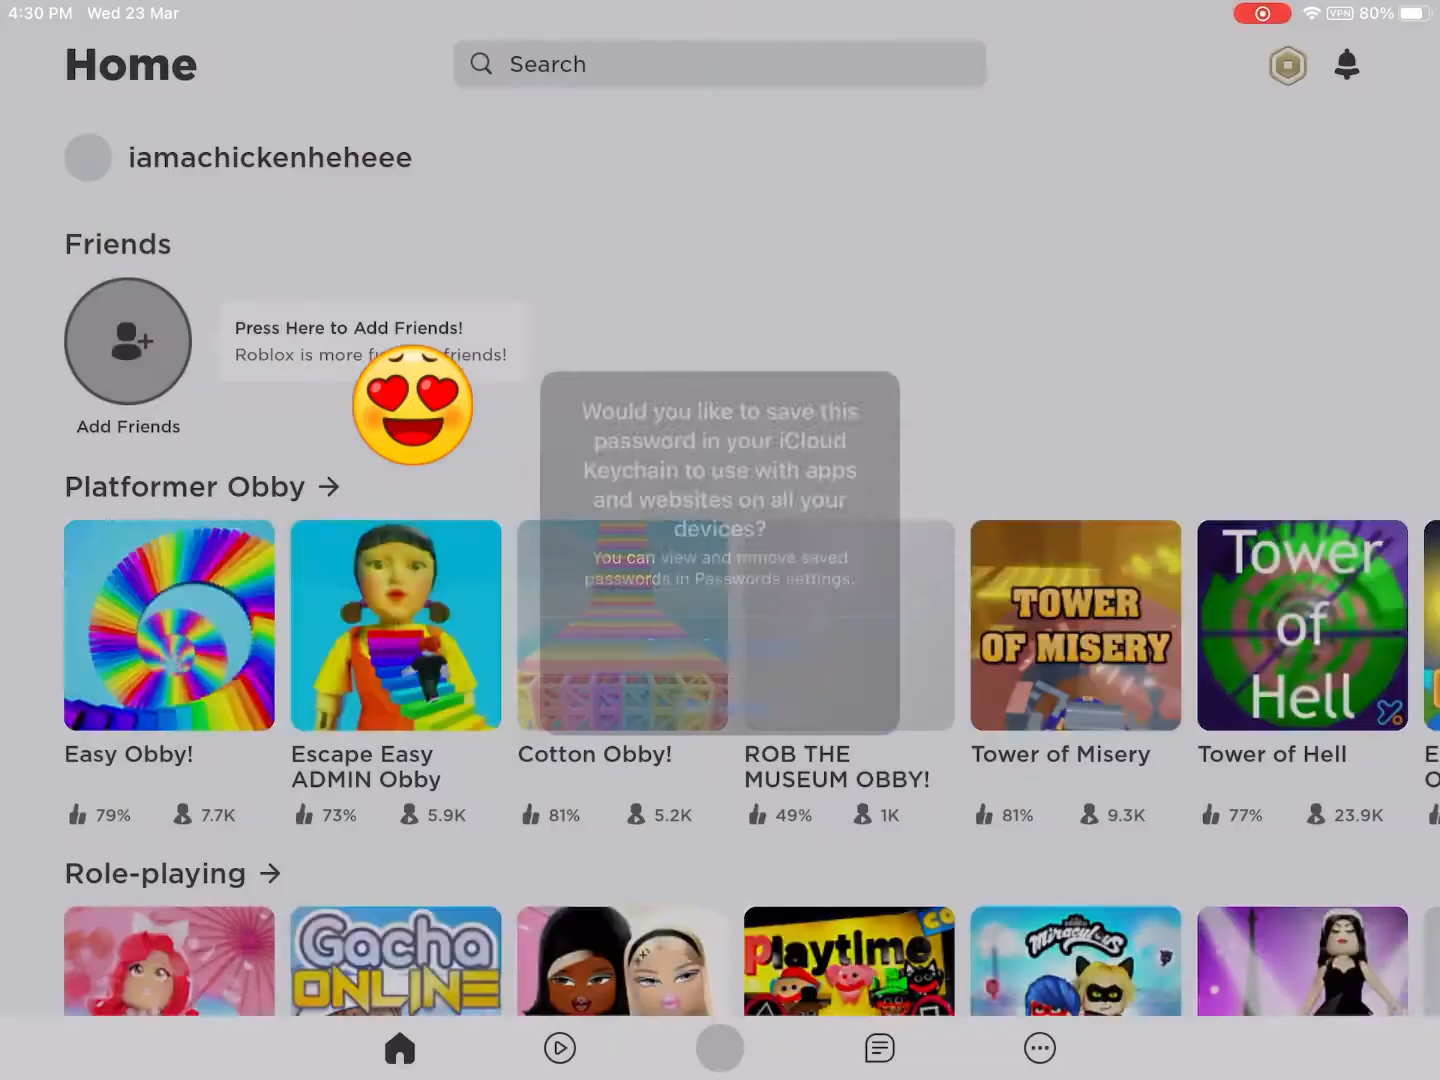 4:30 PM Wed 23 Mar
VPN 80%
Home
Search
iamachickenheheee
Friends
Press Here to Add Friends!
Roblox is more friends!
Add Friends
Would you like to save this
password in your iCloud
Keychain to use with apps
and websites on all your
devices?
You can view and remove saved
passwords in Passwords settings.
Platformer Obby →
TOWER
OF MISERY
Tower
of
Hell
Easy Obby!
Escape Easy
ADMIN Obby
Cotton Obby!
ROB THE
MUSEUM OBBY!
Tower of Misery
Tower of Hell
79% 7.7K
73% 5.9K
81% 5.2K
49% 1K
81% 9.3K
77% 23.9K
Role-playing →
Gacha
ONLINE
Playtime
CO
Miraculous